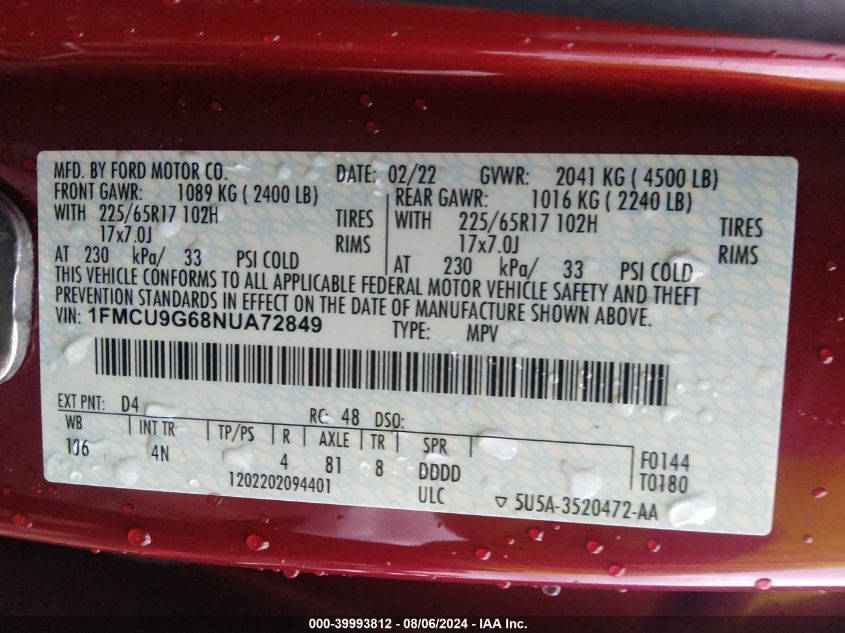 MFD. BY FORD MOTOR CO. DATE: 02/22 GVWR: 2041 KG ( 4500 LB)
FRONT GAWR: 1089 KG ( 2400 LB) REAR GAWR: 1016 KG ( 2240 LB)
WITH 225/65R17 102H TIRES WITH 225/65R17 102H TIRES
17x7.0J RIMS 17x7.0J RIMS
AT 230 kPa/ 33 PSI COLD AT 230 kPa/ 33 PSI COLD
THIS VEHICLE CONFORMS TO ALL APPLICABLE FEDERAL MOTOR VEHICLE SAFETY AND THEFT
PREVENTION STANDARDS IN EFFECT ON THE DATE OF MANUFACTURE SHOWN ABOVE.
VIN: 1FMCU9G68NUA72849 TYPE: MPV
EXT PNT: D4 RC: 48 DSO:
WB INT TR TP/PS R AXLE TR SPR
106 4N 4 81 8 DDDD F0144
1202202094401 ULC T0180
5U5A-3520472-AA
000-39993812 - 08/06/2024 - IAA Inc.